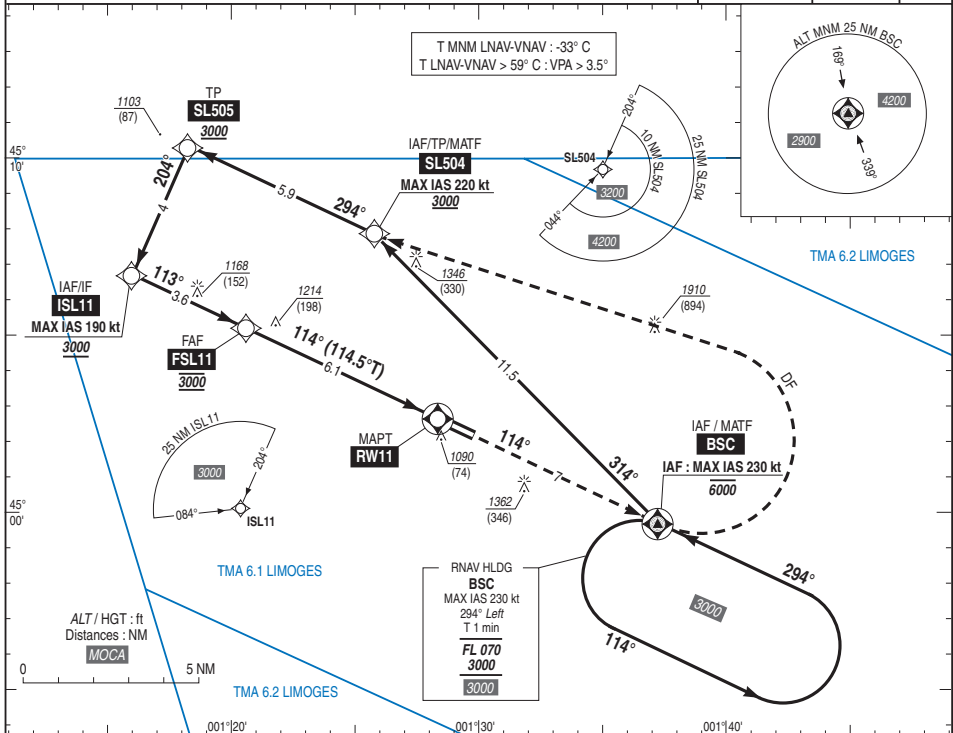 T MNM LNAV-VNAV : -33° C
T LNAV-VNAV > 59° C : VPA > 3.5°
ALT MNM 25 NM BSC
169°
4200
2900
339°
TP
SL505
3000
1103
(87)
45°
10'
IAF/TP/MATF
SL504
MAX IAS 220 kt
3000
204°
SL504
10 NM SL504
25 NM SL504
3200
044°
4200
204°
4
5.9
294°
TMA 6.2 LIMOGES
IAF/IF
ISL11
MAX IAS 190 kt
3000
113°
3.6
1168
(152)
1214
(198)
1346
(330)
1910
(894)
FAF
FSL11
3000
114° (114.5°T)
6.1
11.5
DF
MAPT
RW11
1090
(74)
114°
7
1362
(346)
314°
IAF / MATF
BSC
IAF : MAX IAS 230 kt
6000
25 NM ISL11
3000
204°
084°
ISL11
45°
00'
TMA 6.1 LIMOGES
RNAV HLDG
BSC
MAX IAS 230 kt
294° Left
T 1 min
FL 070
3000
3000
294°
3000
114°
ALT / HGT : ft
Distances : NM
MOCA
0
5 NM
TMA 6.2 LIMOGES
001°20'
001°30'
001°40'